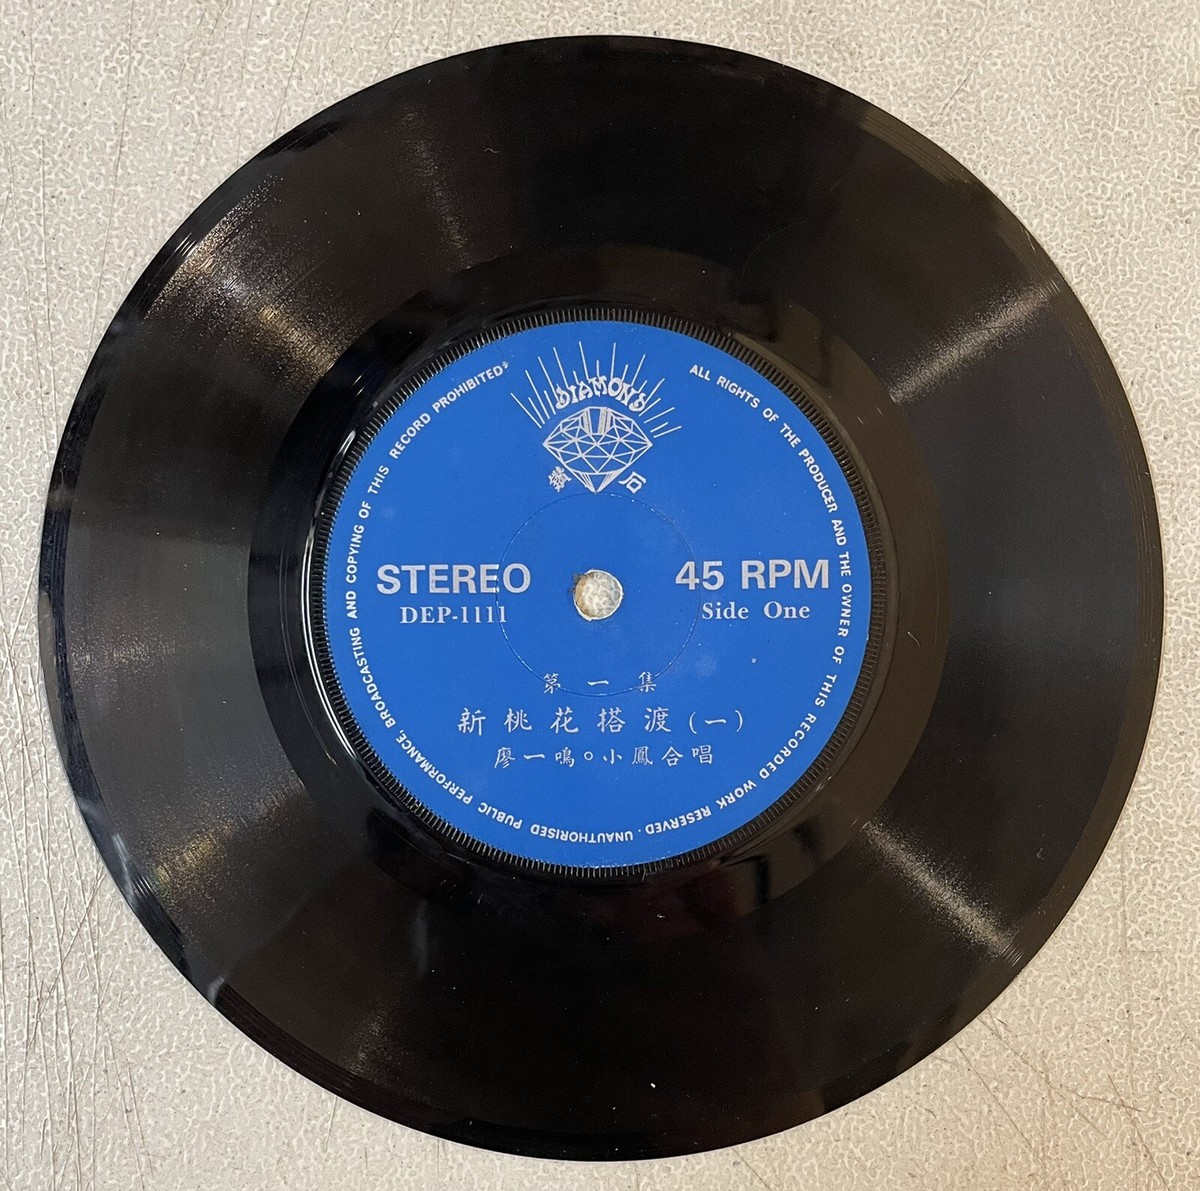 DIAMOND
鑽石
STEREO
DEP-1111
45 RPM
Side One
第一集
新桃花搭渡(一)
廖一鳴。小鳳合唱
ALL RIGHTS OF THE PRODUCER AND THE OWNER OF THIS RECORDED WORK RESERVED · UNAUTHORISED PUBLIC PERFORMANCE, BROADCASTING AND COPYING OF THIS RECORD PROHIBITED